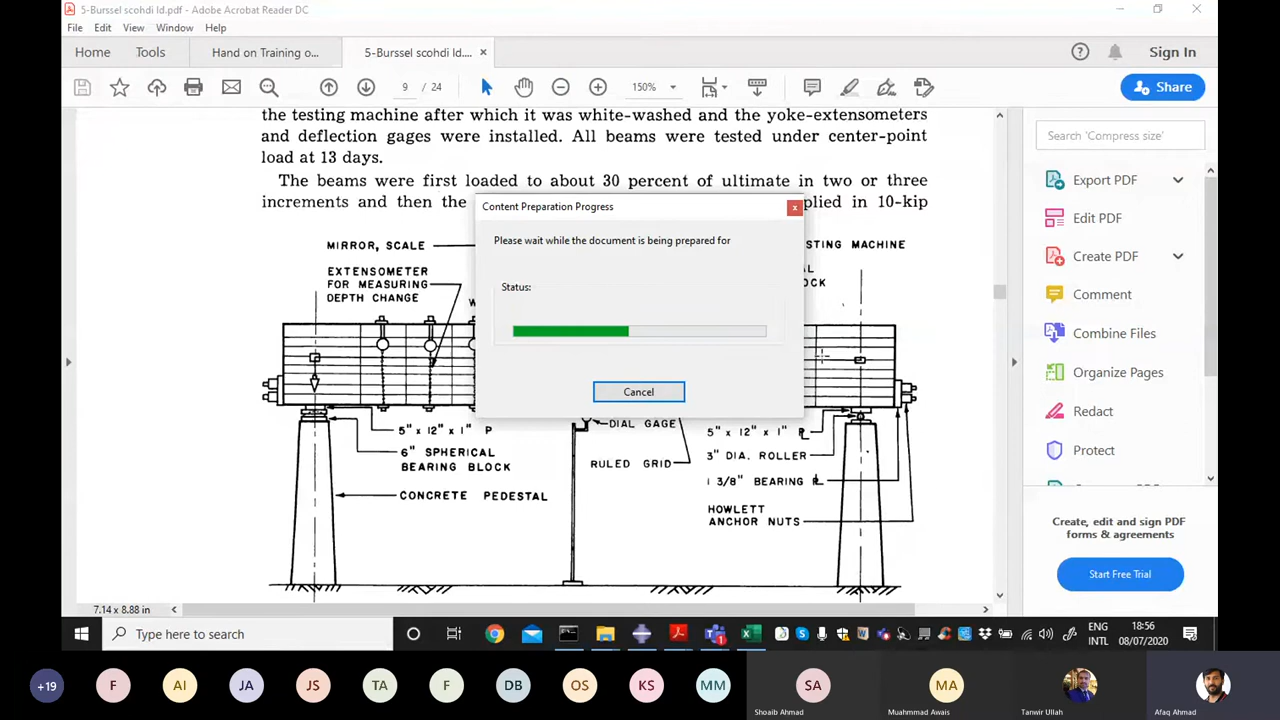 5-Burssel scohdi Id.pdf - Adobe Acrobat Reader DC
File Edit View Window Help
Home Tools Hand on Training o... 5-Burssel scohdi Id.... ×
? Sign In
9 / 24 150% Share
the testing machine after which it was white-washed and the yoke-extensometers
and deflection gages were installed. All beams were tested under center-point
load at 13 days.
The beams were first loaded to about 30 percent of ultimate in two or three
increments and then the
plied in 10-kip
Content Preparation Progress
Please wait while the document is being prepared for
Status:
Cancel
MIRROR, SCALE
STING MACHINE
EXTENSOMETER
FOR MEASURING
DEPTH CHANGE
AL
OCK
W
5" x 12" x 1" P
6" SPHERICAL
BEARING BLOCK
CONCRETE PEDESTAL
DIAL GAGE
RULED GRID
5" x 12" x 1" P
3" DIA. ROLLER
1 3/8" BEARING
HOWLETT
ANCHOR NUTS
7.14 x 8.88 in
Search 'Compress size'
Export PDF
Edit PDF
Create PDF
Comment
Combine Files
Organize Pages
Redact
Protect
Create, edit and sign PDF
forms & agreements
Start Free Trial
Type here to search
ENG
INTL
18:56
08/07/2020
+19 F AI JA JS TA F DB OS KS MM SA MA
Shoaib Ahmad Muahmmad Awais Tanwir Ullah Afaq Ahmad